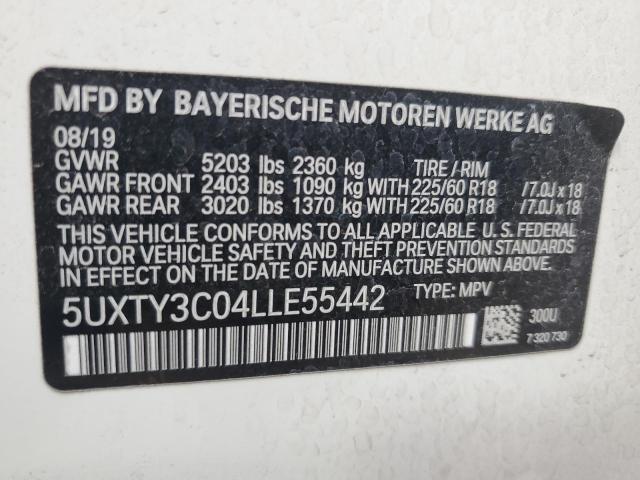 MFD BY BAYERISCHE MOTOREN WERKE AG
08/19
GVWR 5203 lbs 2360 kg TIRE / RIM
GAWR FRONT 2403 lbs 1090 kg WITH 225/60 R18 / 7.0J x 18
GAWR REAR 3020 lbs 1370 kg WITH 225/60 R18 / 7.0J x 18
THIS VEHICLE CONFORMS TO ALL APPLICABLE U.S. FEDERAL
MOTOR VEHICLE SAFETY AND THEFT PREVENTION STANDARDS
IN EFFECT ON THE DATE OF MANUFACTURE SHOWN ABOVE.
5UXTY3C04LLE55442 TYPE: MPV
300U
7 320 730